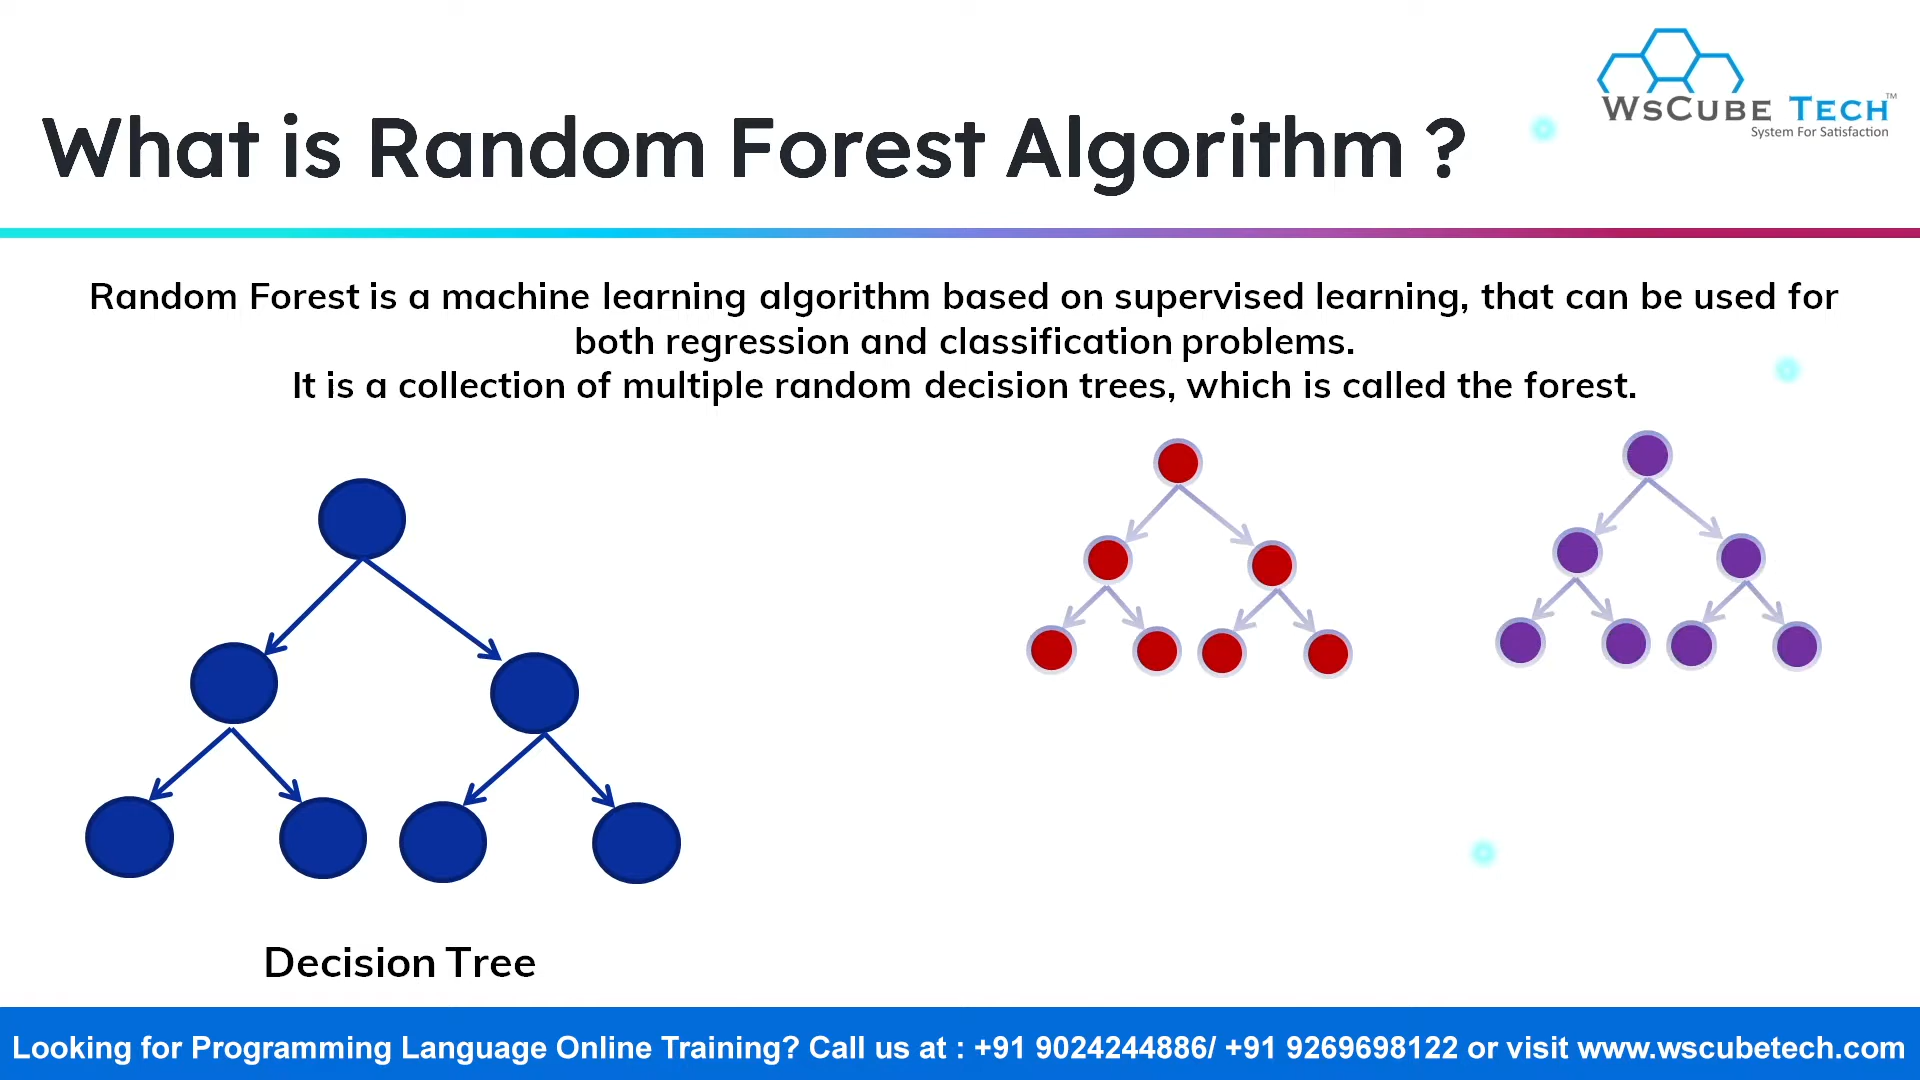 WsCube Tech™
System For Satisfaction
What is Random Forest Algorithm ?
Random Forest is a machine learning algorithm based on supervised learning, that can be used for
both regression and classification problems.
It is a collection of multiple random decision trees, which is called the forest.
Decision Tree
Looking for Programming Language Online Training? Call us at : +91 9024244886/ +91 9269698122 or visit www.wscubetech.com